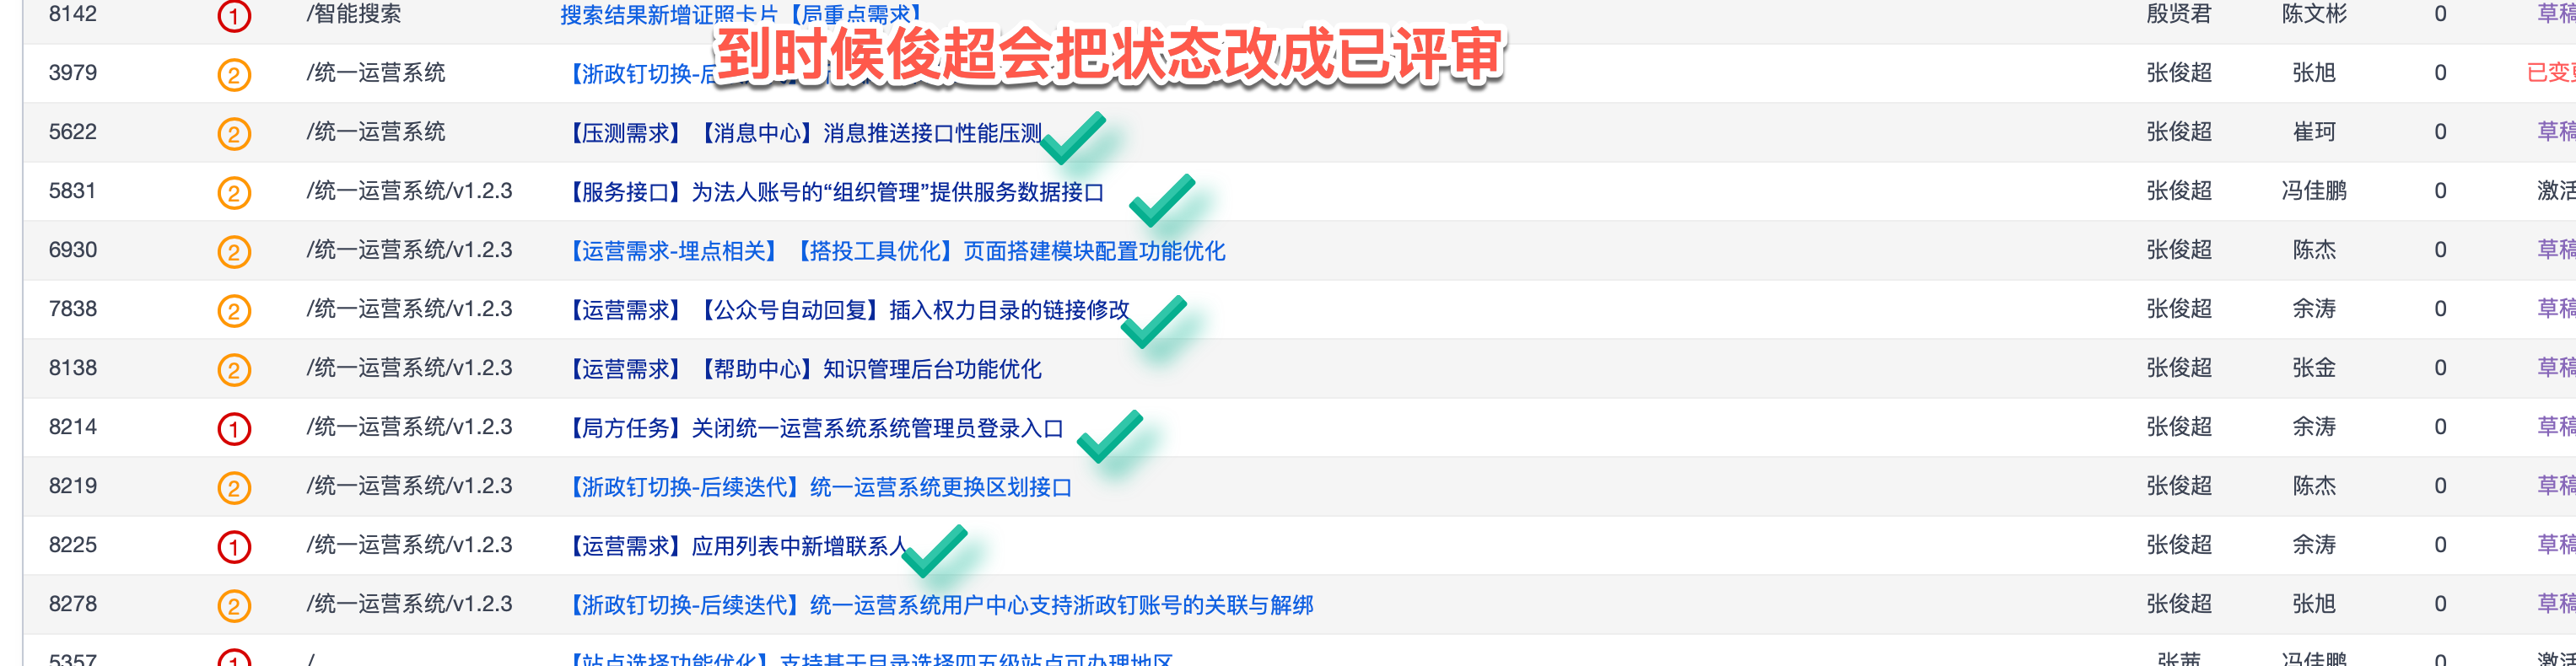 8142 1 /智能搜索 搜索结果新增证照卡片【局重点需求】 殷贤君 陈文彬 0 草稿
到时候俊超会把状态改成已评审
3979 2 /统一运营系统 【浙政钉切换-后 张俊超 张旭 0 已变
5622 2 /统一运营系统 【压测需求】【消息中心】消息推送接口性能压测 张俊超 崔珂 0 草稿
5831 2 /统一运营系统/v1.2.3 【服务接口】为法人账号的“组织管理”提供服务数据接口 张俊超 冯佳鹏 0 激活
6930 2 /统一运营系统/v1.2.3 【运营需求-埋点相关】【搭投工具优化】页面搭建模块配置功能优化 张俊超 陈杰 0 草稿
7838 2 /统一运营系统/v1.2.3 【运营需求】【公众号自动回复】插入权力目录的链接修改 张俊超 余涛 0 草稿
8138 2 /统一运营系统/v1.2.3 【运营需求】【帮助中心】知识管理后台功能优化 张俊超 张金 0 草稿
8214 1 /统一运营系统/v1.2.3 【局方任务】关闭统一运营系统系统管理员登录入口 张俊超 余涛 0 草稿
8219 2 /统一运营系统/v1.2.3 【浙政钉切换-后续迭代】统一运营系统更换区划接口 张俊超 陈杰 0 草稿
8225 1 /统一运营系统/v1.2.3 【运营需求】应用列表中新增联系人 张俊超 余涛 0 草稿
8278 2 /统一运营系统/v1.2.3 【浙政钉切换-后续迭代】统一运营系统用户中心支持浙政钉账号的关联与解绑 张俊超 张旭 0 草稿
5357 1 / 【站点选择功能优化】支持基于目录选择四五级站点可办理地区 张茜 冯佳鹏 0 激活